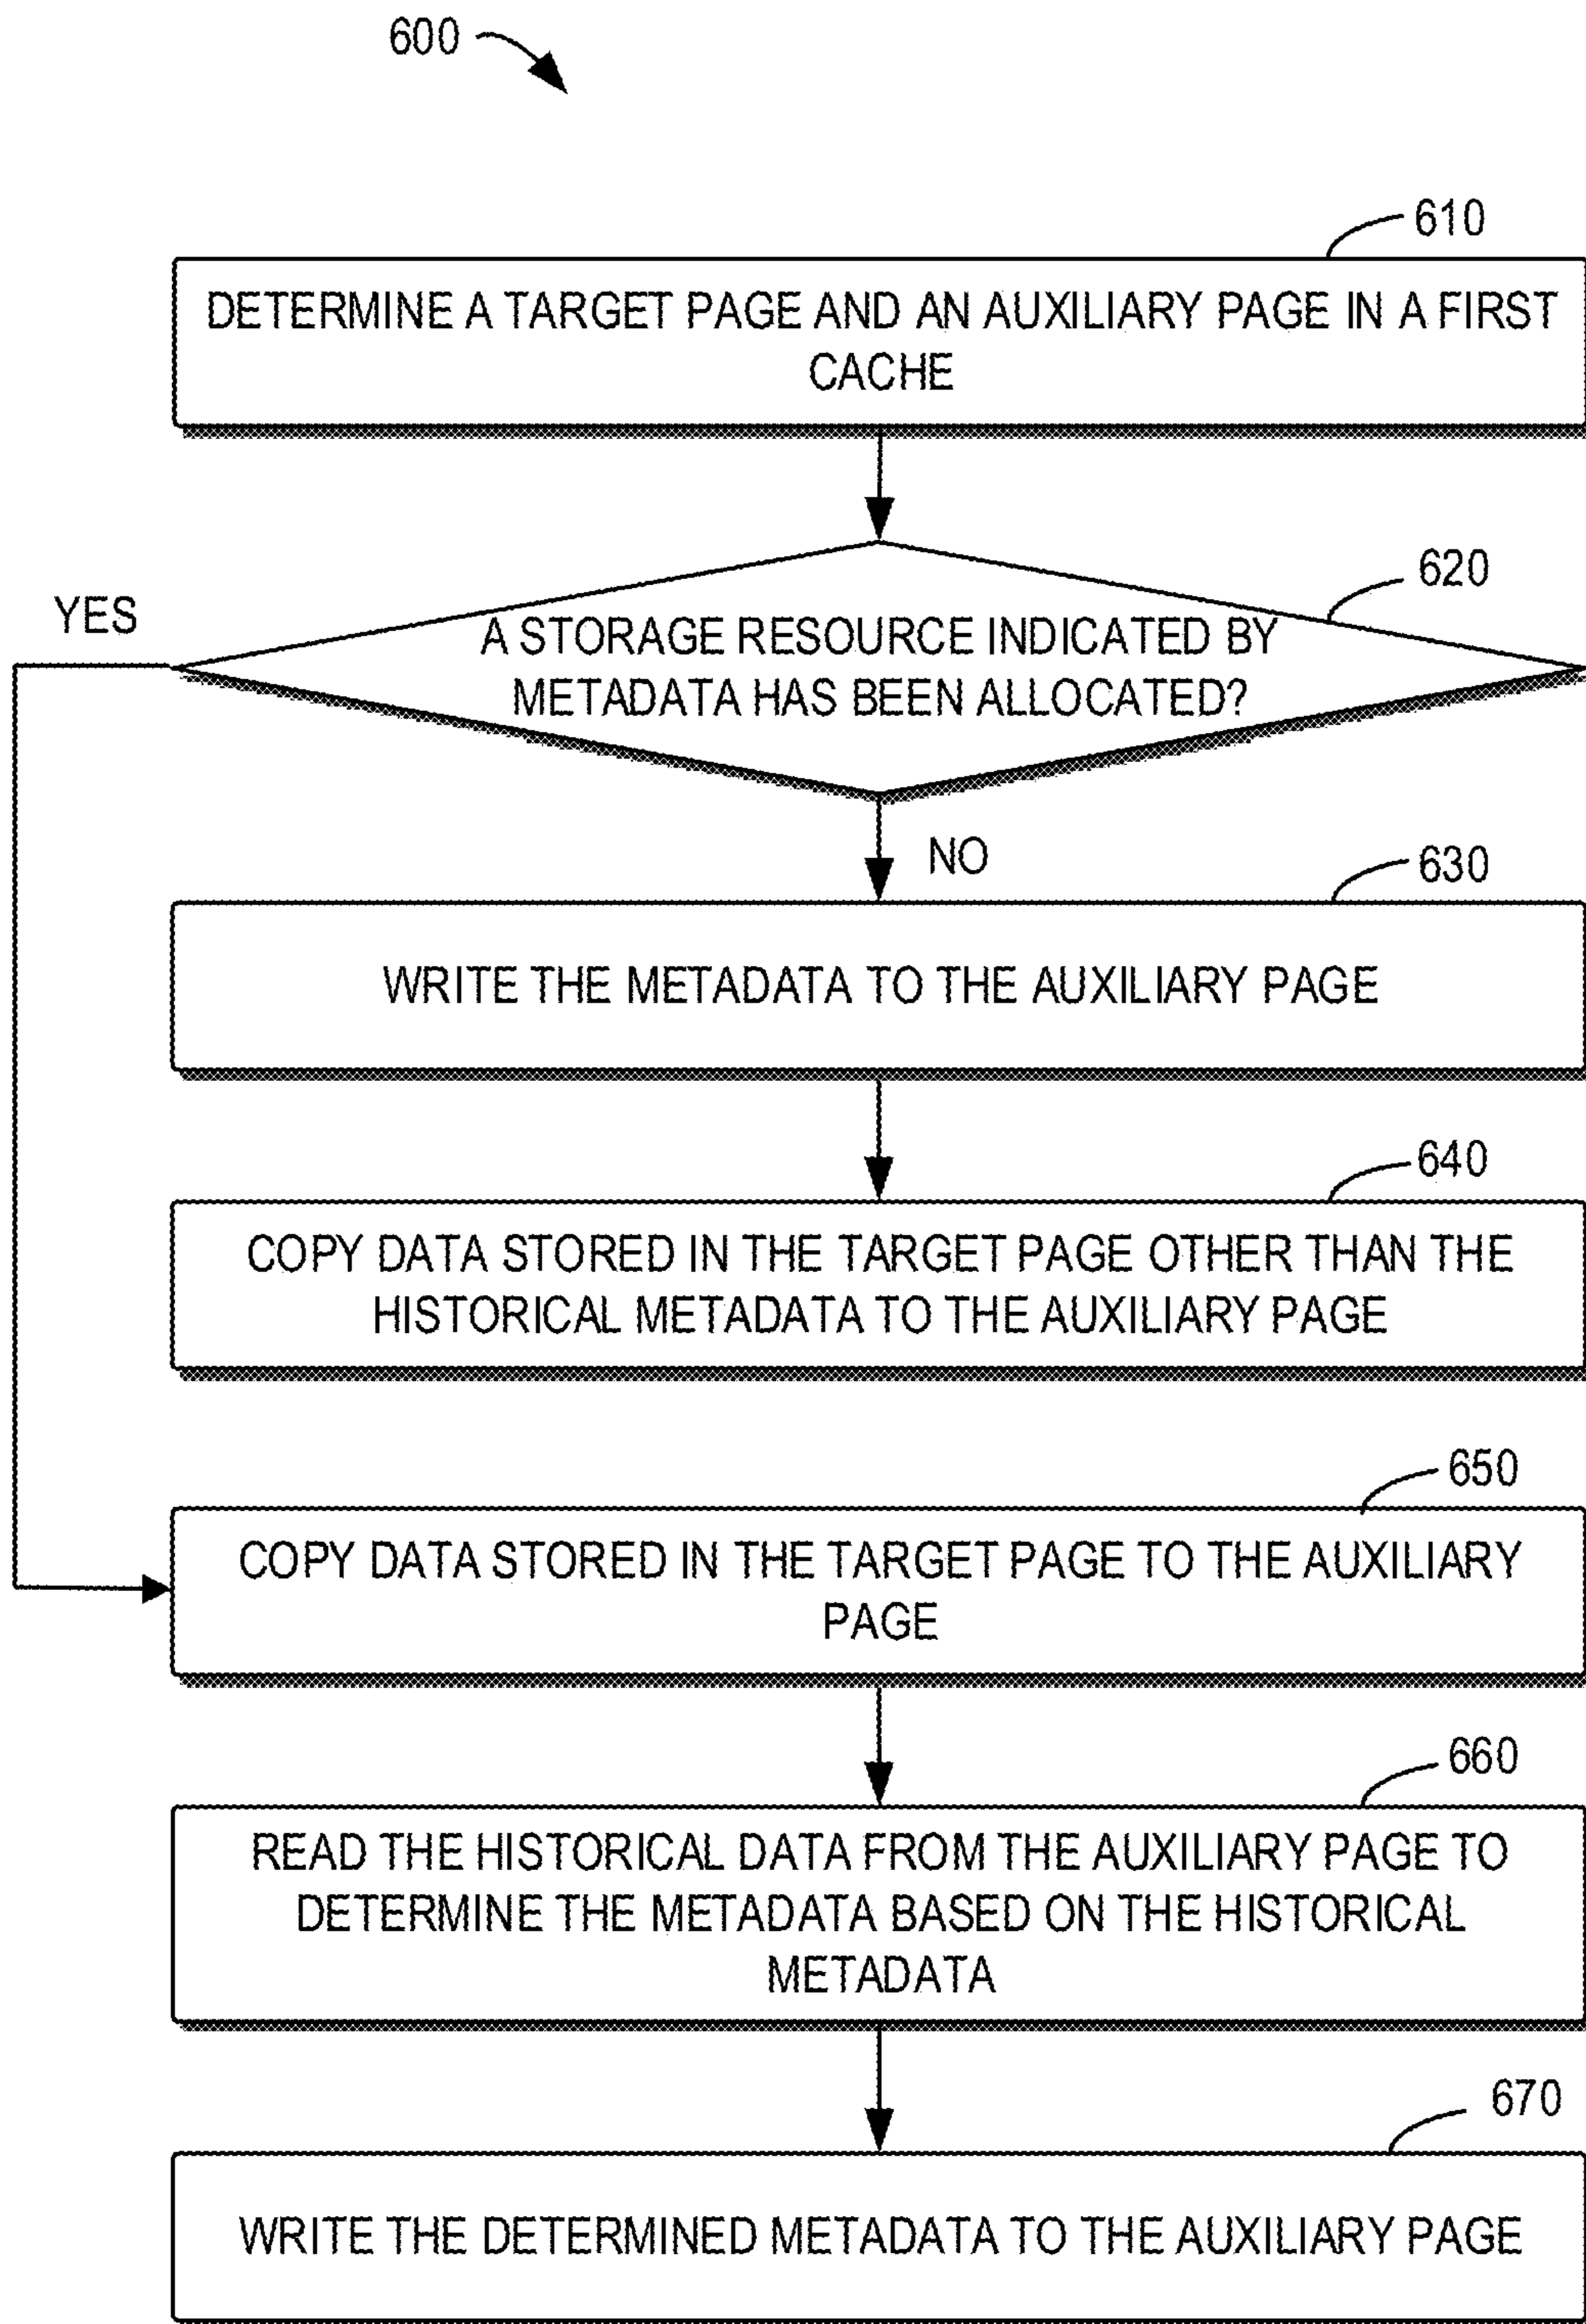 600
610
DETERMINE A TARGET PAGE AND AN AUXILIARY PAGE IN A FIRST
CACHE
620
YES
A STORAGE RESOURCE INDICATED BY
METADATA HAS BEEN ALLOCATED?
NO
630
WRITE THE METADATA TO THE AUXILIARY PAGE
640
COPY DATA STORED IN THE TARGET PAGE OTHER THAN THE
HISTORICAL METADATA TO THE AUXILIARY PAGE
650
COPY DATA STORED IN THE TARGET PAGE TO THE AUXILIARY
PAGE
660
READ THE HISTORICAL DATA FROM THE AUXILIARY PAGE TO
DETERMINE THE METADATA BASED ON THE HISTORICAL
METADATA
670
WRITE THE DETERMINED METADATA TO THE AUXILIARY PAGE